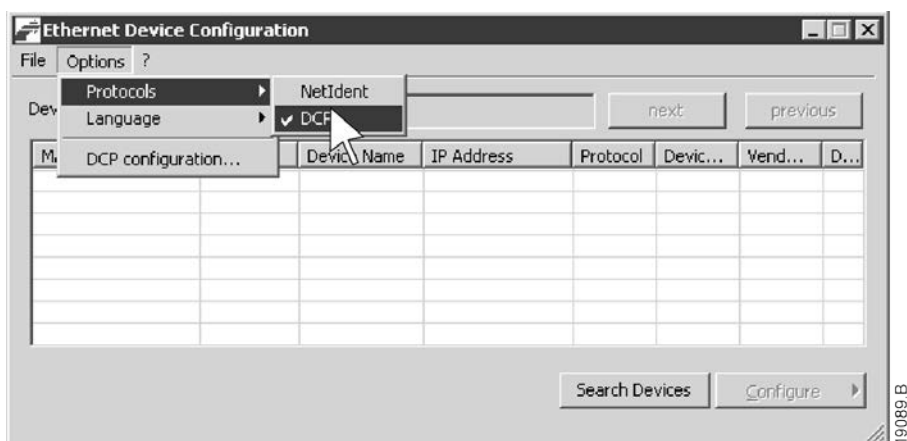 Ethernet Device Configuration
File Options ?
Protocols
Language
DCP configuration...
NetIdent
Dev
next
previous
Device Name IP Address Protocol Devic... Vend... D...
Search Devices Configure
19089.B